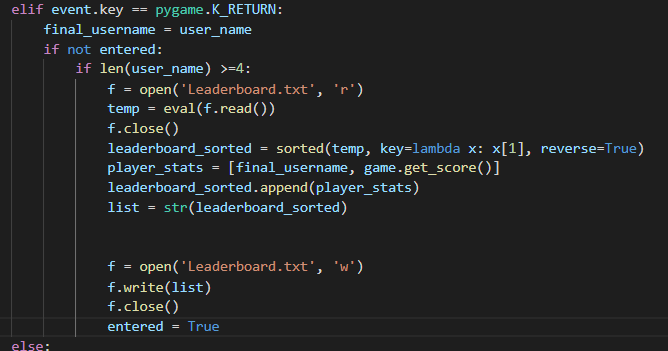 elif event.key == pygame.K_RETURN:
    final_username = user_name
    if not entered:
        if len(user_name) >=4:
            f = open('Leaderboard.txt', 'r')
            temp = eval(f.read())
            f.close()
            leaderboard_sorted = sorted(temp, key=lambda x: x[1], reverse=True)
            player_stats = [final_username, game.get_score()]
            leaderboard_sorted.append(player_stats)
            list = str(leaderboard_sorted)
            f = open('Leaderboard.txt', 'w')
            f.write(list)
            f.close()
            entered = True
else: